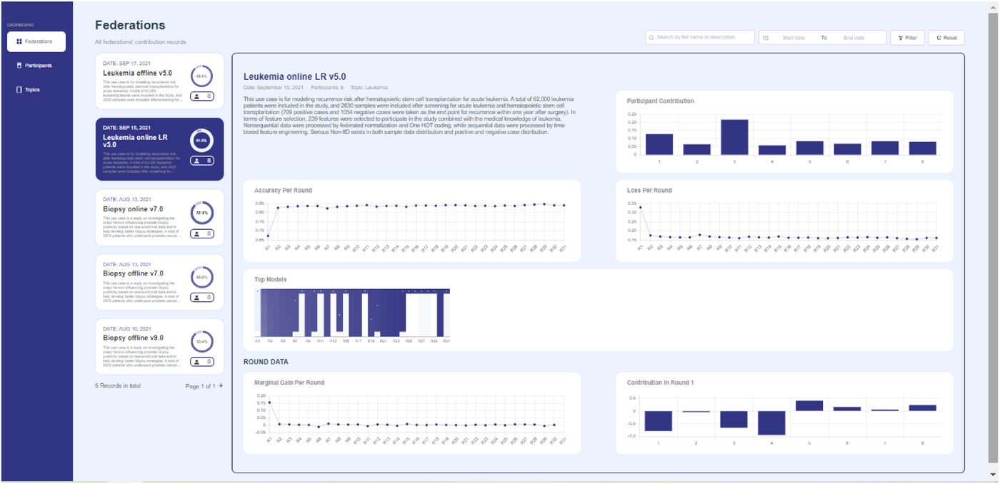 DASHBOARD
Federations
Participants
Topics
Federations
All federations' contribution records
Search by fed name or description
Start date To End date
Filter
Reset
DATE: SEP 17, 2021
Leukemia offline v5.0
This use case is for modeling recurrence risk
after hematopoietic stem cell transplantation for
acute leukemia. A total of 62,000
leukemia patients were included in the study, and
2830 samples were included after screening for...
8
DATE: SEP 15, 2021
Leukemia online LR
v5.0
This use case is for modeling recurrence risk
after hematopoietic stem cell transplantation for
acute leukemia. A total of 62,000 leukemia
patients were included in the study, and 2830
samples were included after screening for...
8
DATE: AUG 13, 2021
Biopsy online v7.0
This use case is a study on investigating the
major factors influencing prostate biopsy
positivity based on real-world trail data and to
help develop better biopsy strategies. A total of
patients who underwent prostate cancer...
8
DATE: AUG 13, 2021
Biopsy offline v7.0
This use case is a study on investigating the
major factors influencing prostate biopsy
positivity based on real-world trail data and to
help develop better biopsy strategies. A total of
patients who underwent prostate cancer...
8
DATE: AUG 10, 2021
Biopsy offline v9.0
This use case is a study on investigating the
major factors influencing prostate biopsy
positivity based on real-world trail data and to
help develop better biopsy strategies. A total of
patients who underwent prostate cancer...
8
5 Records in total Page 1 of 1 →
Leukemia online LR v5.0
Date: September 15, 2021 Participants: 8 Topic: Leukemia
This use case is for modeling recurrence risk after hematopoietic stem cell transplantation for acute leukemia. A total of 62,000 leukemia
patients were included in the study, and 2830 samples were included after screening for acute leukemia and hematopoietic stem cell
transplantation (709 positive cases and 1054 negative cases were taken as the end point for recurrence within one year after surgery). In
terms of feature selection, 239 features were selected to participate in the study combined with the medical knowledge of leukemia.
Nonsequential data were processed by federated normalization and One HOT coding, while sequential data were processed by time-
boxed feature engineering. Serious Non-IID exists in both sample data distribution and positive and negative case distribution.
Participant Contribution
0.25
0.20
0.15
0.10
0.05
0
1 2 3 4 5 6 7 8
Accuracy Per Round
0.85
0.80
0.75
0.70
0.65
R1 R2 R3 R4 R5 R6 R7 R8 R9 R10 R11 R12 R13 R14 R15 R16 R17 R18 R19 R20 R21 R22 R23 R24 R25 R26 R27 R28 R29 R30 R31
Loss Per Round
0.35
0.30
0.25
0.20
0.15
R1 R2 R3 R4 R5 R6 R7 R8 R9 R10 R11 R12 R13 R14 R15 R16 R17 R18 R19 R20 R21 R22 R23 R24 R25 R26 R27 R28 R29 R30 R31
Top Models
R1 R3 R5 R7 R9 R11 R13 R15 R17 R19 R21 R23 R25 R27 R29 R31
ROUND DATA
Marginal Gain Per Round
0.20
0.15
0.10
0.05
0
-0.05
R1 R2 R3 R4 R5 R6 R7 R8 R9 R10 R11 R12 R13 R14 R15 R16 R17 R18 R19 R20 R21 R22 R23 R24 R25 R26 R27 R28 R29 R30 R31
Contribution in Round 1
0.5
0
-0.5
-1.0
1 2 3 4 5 6 7 8